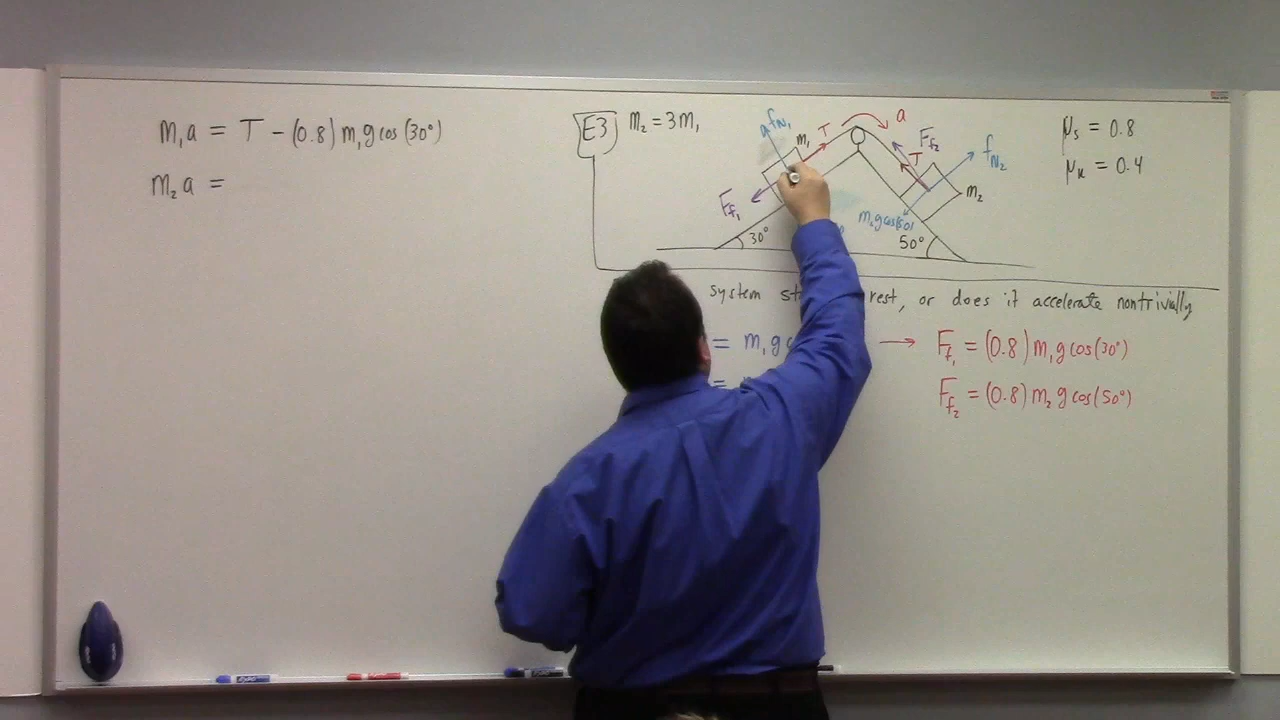 m₁a = T - (0.8) m₁g cos(30°)
m₂a =
E3 m₂ = 3m₁
μs = 0.8
μk = 0.4
fN₁
m₁
T
a
Ff₂
T
fN₂
m₂
Ff₁
30°
50°
system rest, or does it accelerate nontrivially
= m₁g → Ff₁ = (0.8) m₁g cos(30°)
= Ff₂ = (0.8) m₂g cos(50°)
EXPO